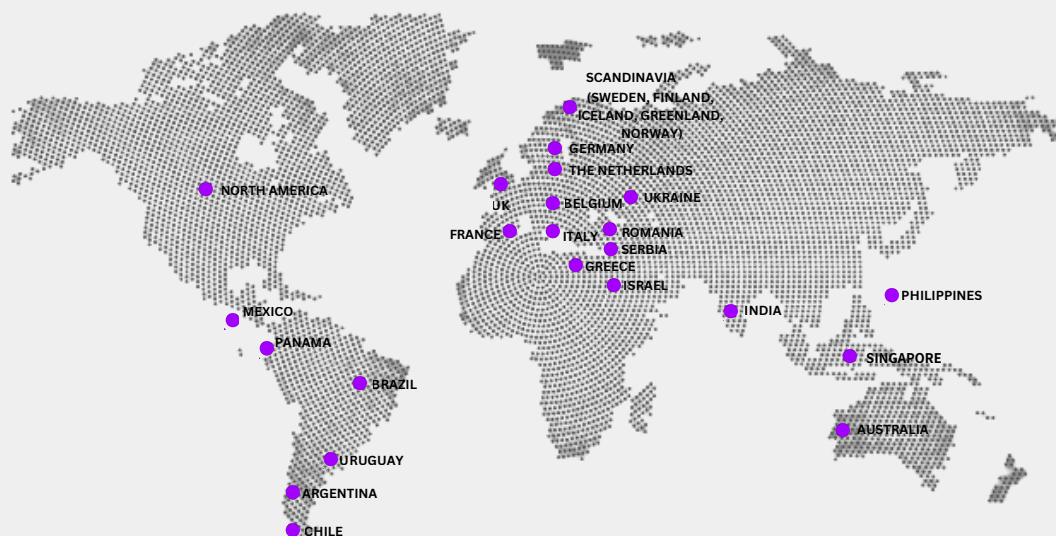 SCANDINAVIA
(SWEDEN, FINLAND,
ICELAND, GREENLAND,
NORWAY)
GERMANY
THE NETHERLANDS
NORTH AMERICA
UK
BELGIUM
UKRAINE
FRANCE
ITALY
ROMANIA
SERBIA
GREECE
ISRAEL
PHILIPPINES
MEXICO
INDIA
PANAMA
SINGAPORE
BRAZIL
AUSTRALIA
URUGUAY
ARGENTINA
CHILE